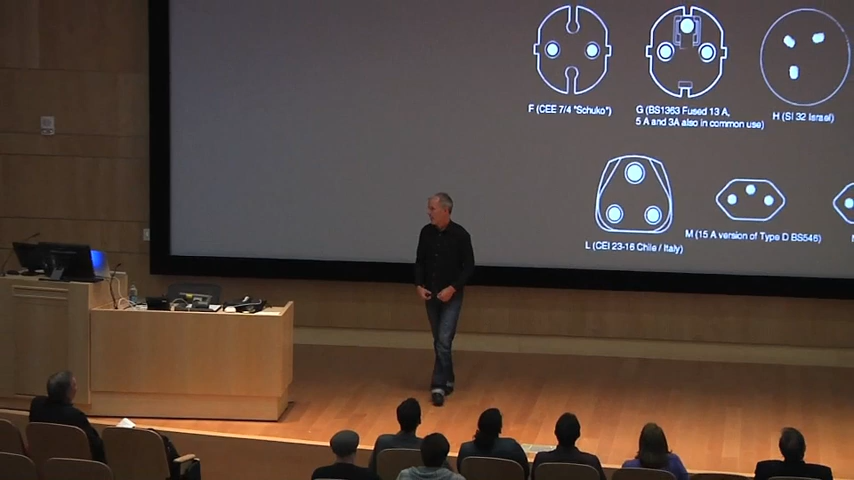 F (CEE 7/4 "Schuko")
G (BS1363 Fused 13 A,
5 A and 3A also in common use)
H (SI 32 Israel)
L (CEI 23-16 Chile / Italy)
M (15 A version of Type D BS546)